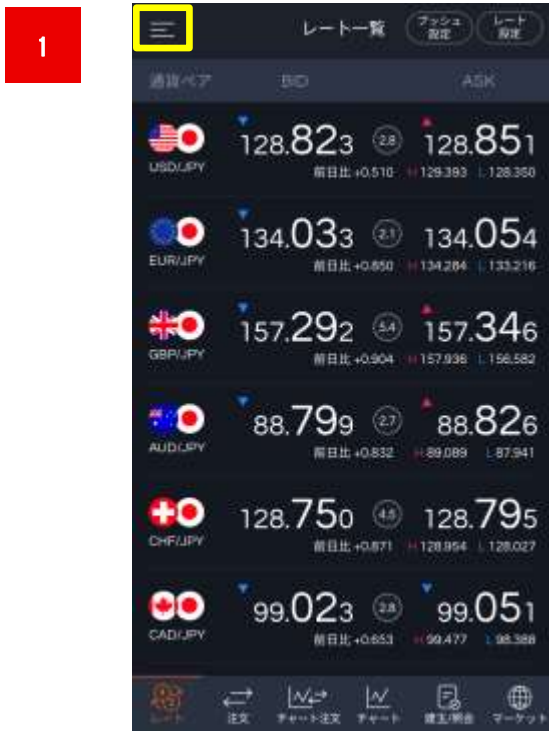 1
レート一覧
プッシュ
設定
レート
設定
通貨ペア BID ASK
USD/JPY 128.823 2.8 128.851
前日比 +0.510 H 129.393 L 128.350
EUR/JPY 134.033 2.1 134.054
前日比 +0.850 H 134.284 L 133.216
GBP/JPY 157.292 5.4 157.346
前日比 +0.904 H 157.936 L 156.582
AUD/JPY 88.799 2.7 88.826
前日比 +0.832 H 89.089 L 87.941
CHF/JPY 128.750 4.5 128.795
前日比 +0.871 H 128.954 L 128.027
CAD/JPY 99.023 2.8 99.051
前日比 +0.653 H 99.477 L 98.388
レート 注文 チャート注文 チャート 建玉/照会 マーケット